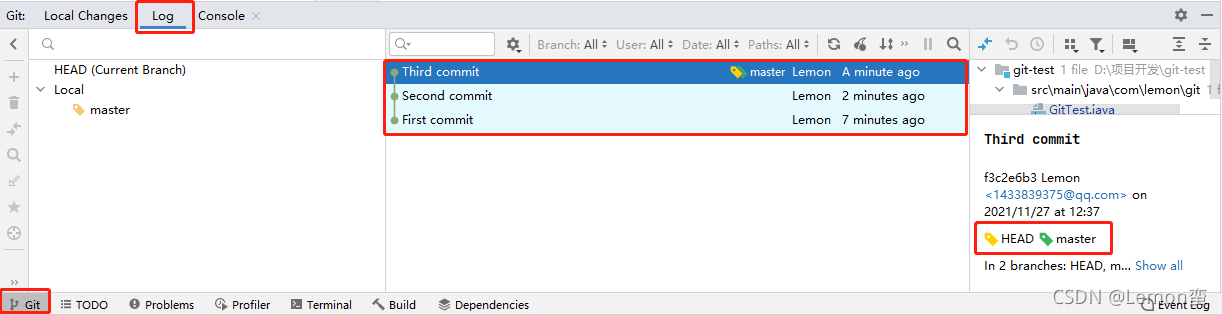 Git: Local Changes Log Console
Branch: All User: All Date: All Paths: All
HEAD (Current Branch)
Local
master
Third commit master Lemon A minute ago
Second commit Lemon 2 minutes ago
First commit Lemon 7 minutes ago
git-test 1 file D:\项目开发\git-test
src\main\java\com\lemon\git 1 f
GitTest.java
Third commit
f3c2e6b3 Lemon
<1433839375@qq.com> on
2021/11/27 at 12:37
HEAD master
In 2 branches: HEAD, m... Show all
Git TODO Problems Profiler Terminal Build Dependencies Event Log
CSDN @Lemon蛮